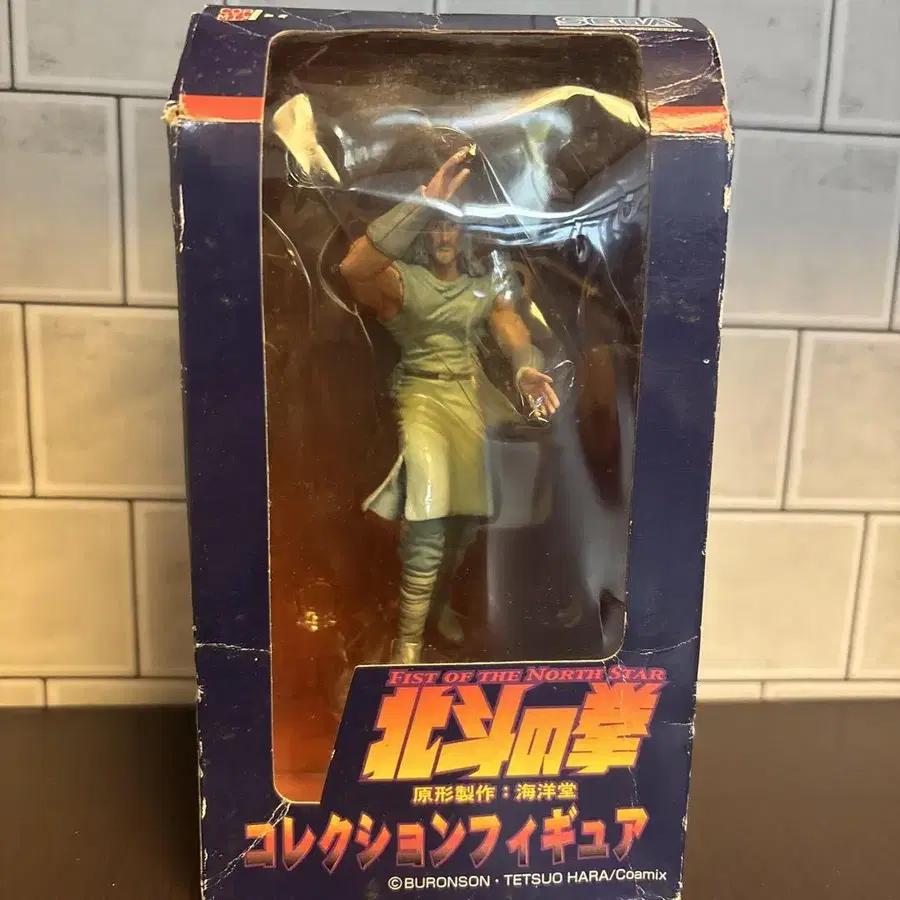 SEGA
FIST OF THE NORTH STAR
北斗の拳
原形製作：海洋堂
コレクションフィギュア
©BURONSON・TETSUO HARA/Coamix